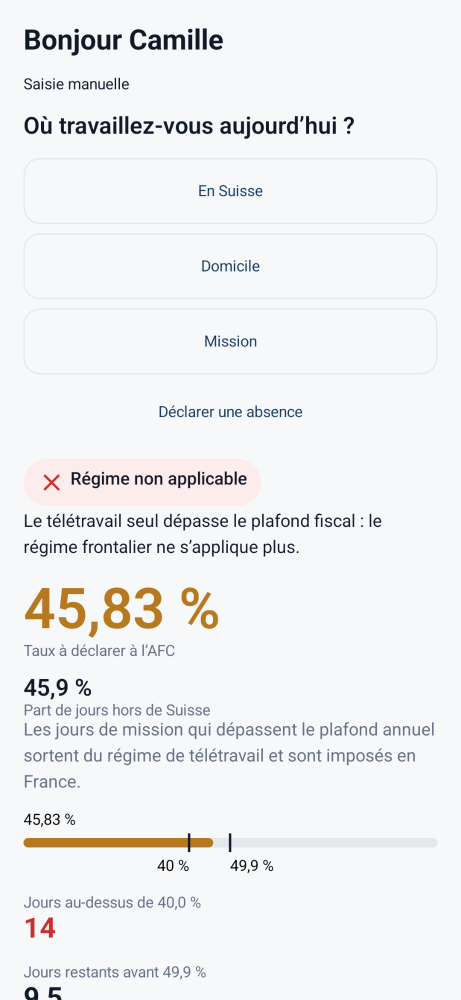 Bonjour Camille
Saisie manuelle
Où travaillez-vous aujourd’hui ?
En Suisse
Domicile
Mission
Déclarer une absence
Régime non applicable
Le télétravail seul dépasse le plafond fiscal : le
régime frontalier ne s’applique plus.
45,83 %
Taux à déclarer à l’AFC
45,9 %
Part de jours hors de Suisse
Les jours de mission qui dépassent le plafond annuel
sortent du régime de télétravail et sont imposés en
France.
45,83 %
40 %
49,9 %
Jours au-dessus de 40,0 %
14
Jours restants avant 49,9 %
9,5